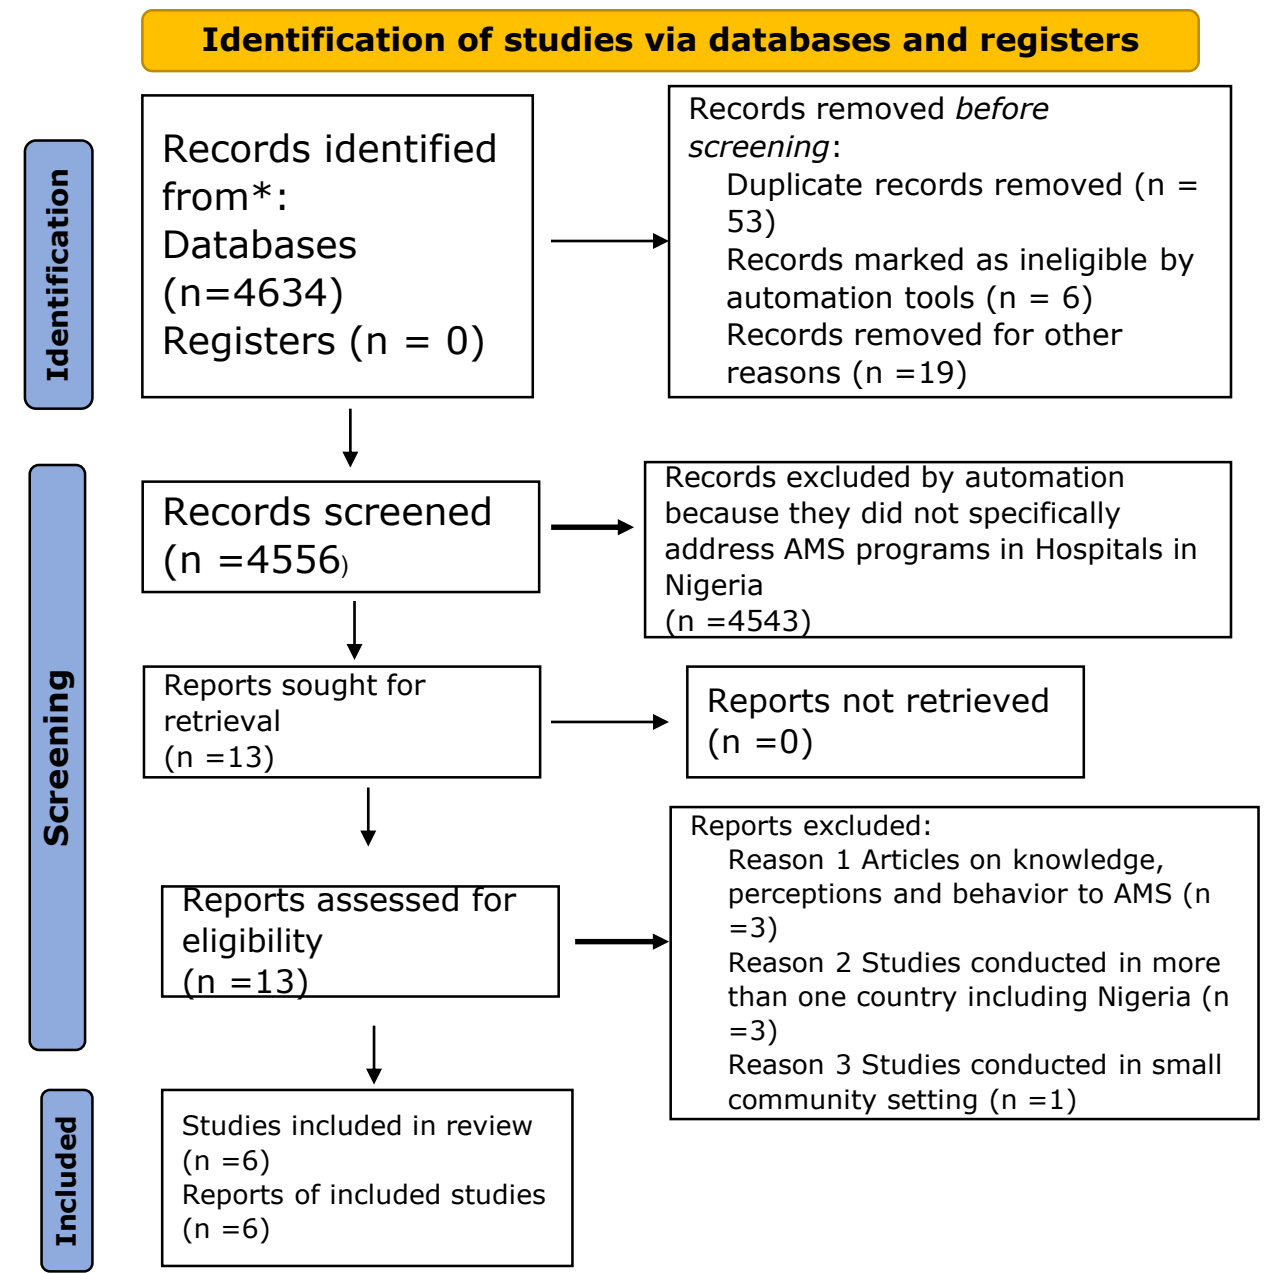 Identification of studies via databases and registers
Identification
Records identified
from*:
Databases
(n=4634)
Registers (n = 0)
Records removed before
screening:
Duplicate records removed (n =
53)
Records marked as ineligible by
automation tools (n = 6)
Records removed for other
reasons (n =19)
Screening
Records screened
(n =4556)
Records excluded by automation
because they did not specifically
address AMS programs in Hospitals in
Nigeria
(n =4543)
Reports sought for
retrieval
(n =13)
Reports not retrieved
(n =0)
Reports assessed for
eligibility
(n =13)
Reports excluded:
Reason 1 Articles on knowledge,
perceptions and behavior to AMS (n
=3)
Reason 2 Studies conducted in more
than one country including Nigeria (n
=3)
Reason 3 Studies conducted in small
community setting (n =1)
Included
Studies included in review
(n =6)
Reports of included studies
(n =6)